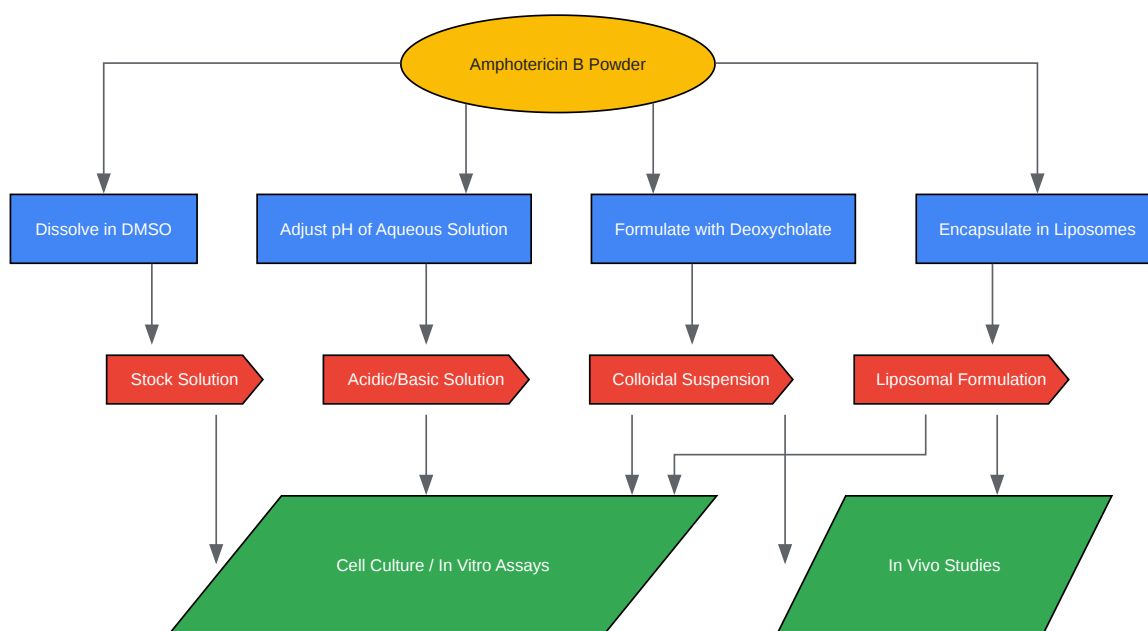 Amphotericin B Powder
Dissolve in DMSO
Adjust pH of Aqueous Solution
Formulate with Deoxycholate
Encapsulate in Liposomes
Stock Solution
Acidic/Basic Solution
Colloidal Suspension
Liposomal Formulation
Cell Culture / In Vitro Assays
In Vivo Studies